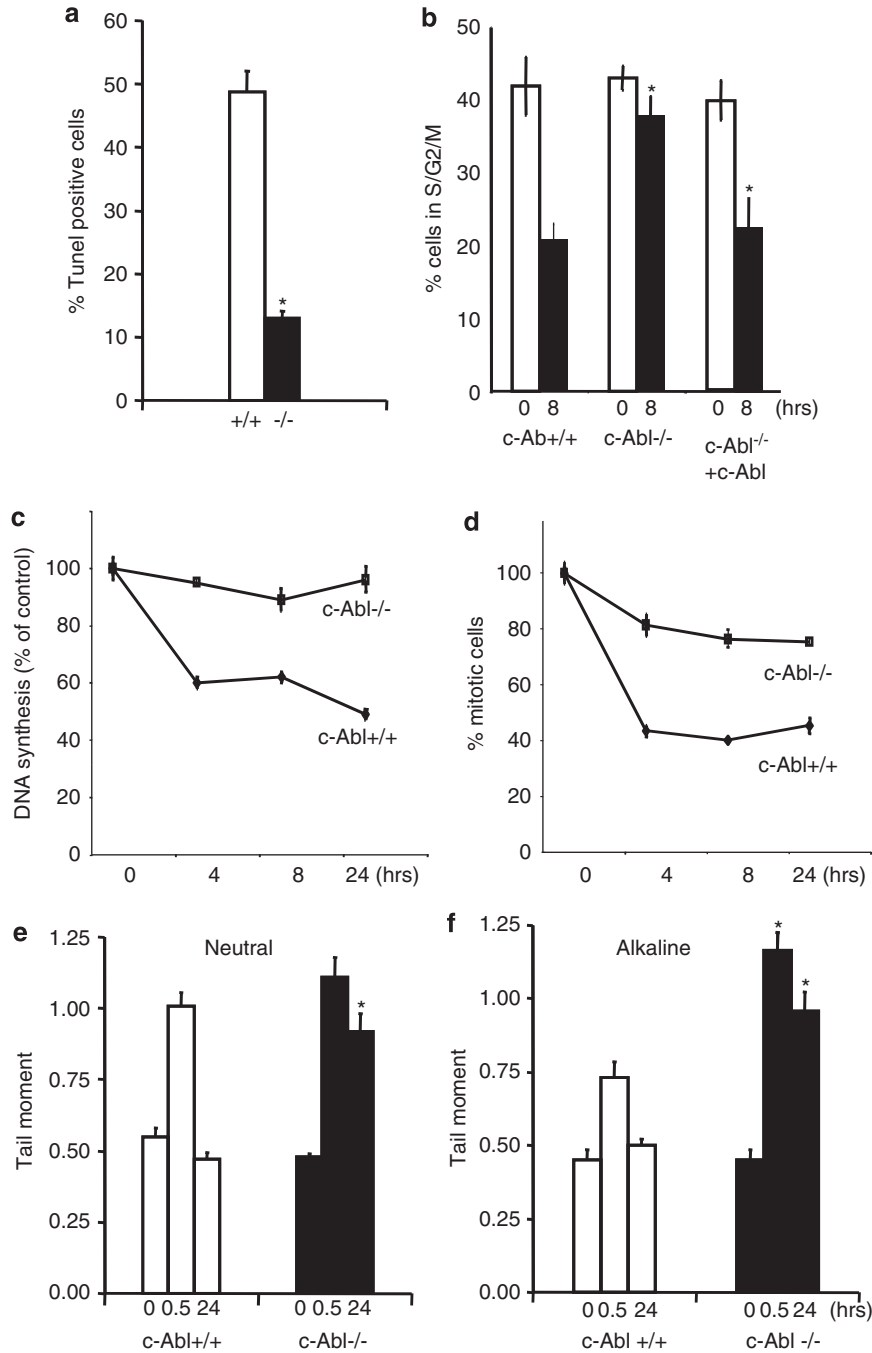 a
60
50
40
30
20
10
0
% Tunel positive cells
*
+/+ -/-
b
50
40
30
20
10
0
% cells in S/G2/M
*
*
0 8 0 8 0 8 (hrs)
c-Ab+/+ c-Abl-/- c-Abl-/-
+c-Abl
c
100
80
60
40
20
0
DNA synthesis (% of control)
c-Abl-/-
c-Abl+/+
0 4 8 24 (hrs)
d
100
80
60
40
20
0
% mitotic cells
c-Abl-/-
c-Abl+/+
0 4 8 24 (hrs)
e
Neutral
1.25
1.00
0.75
0.50
0.25
0.00
Tail moment
*
0 0.5 24 0 0.5 24
c-Abl+/+ c-Abl-/-
f
Alkaline
1.25
1.00
0.75
0.50
0.25
0.00
Tail moment
*
*
0 0.5 24 0 0.5 24 (hrs)
c-Abl +/+ c-Abl -/-